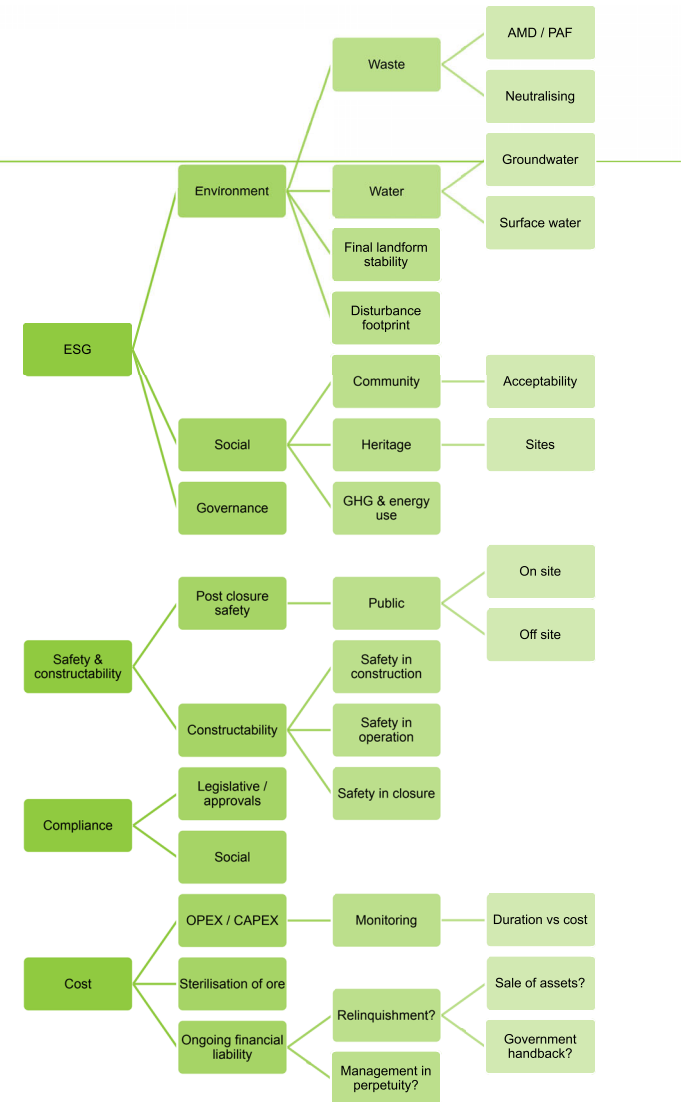 AMD / PAF
Waste
Neutralising
Groundwater
Environment
Water
Surface water
Final landform
stability
Disturbance
footprint
ESG
Community
Acceptability
Social
Heritage
Sites
Governance
GHG & energy
use
On site
Post closure
safety
Public
Off site
Safety &
constructability
Safety in
construction
Constructability
Safety in
operation
Legislative /
approvals
Safety in closure
Compliance
Social
OPEX / CAPEX
Monitoring
Duration vs cost
Cost
Sterilisation of ore
Sale of assets?
Relinquishment?
Ongoing financial
liability
Government
handback?
Management in
perpetuity?